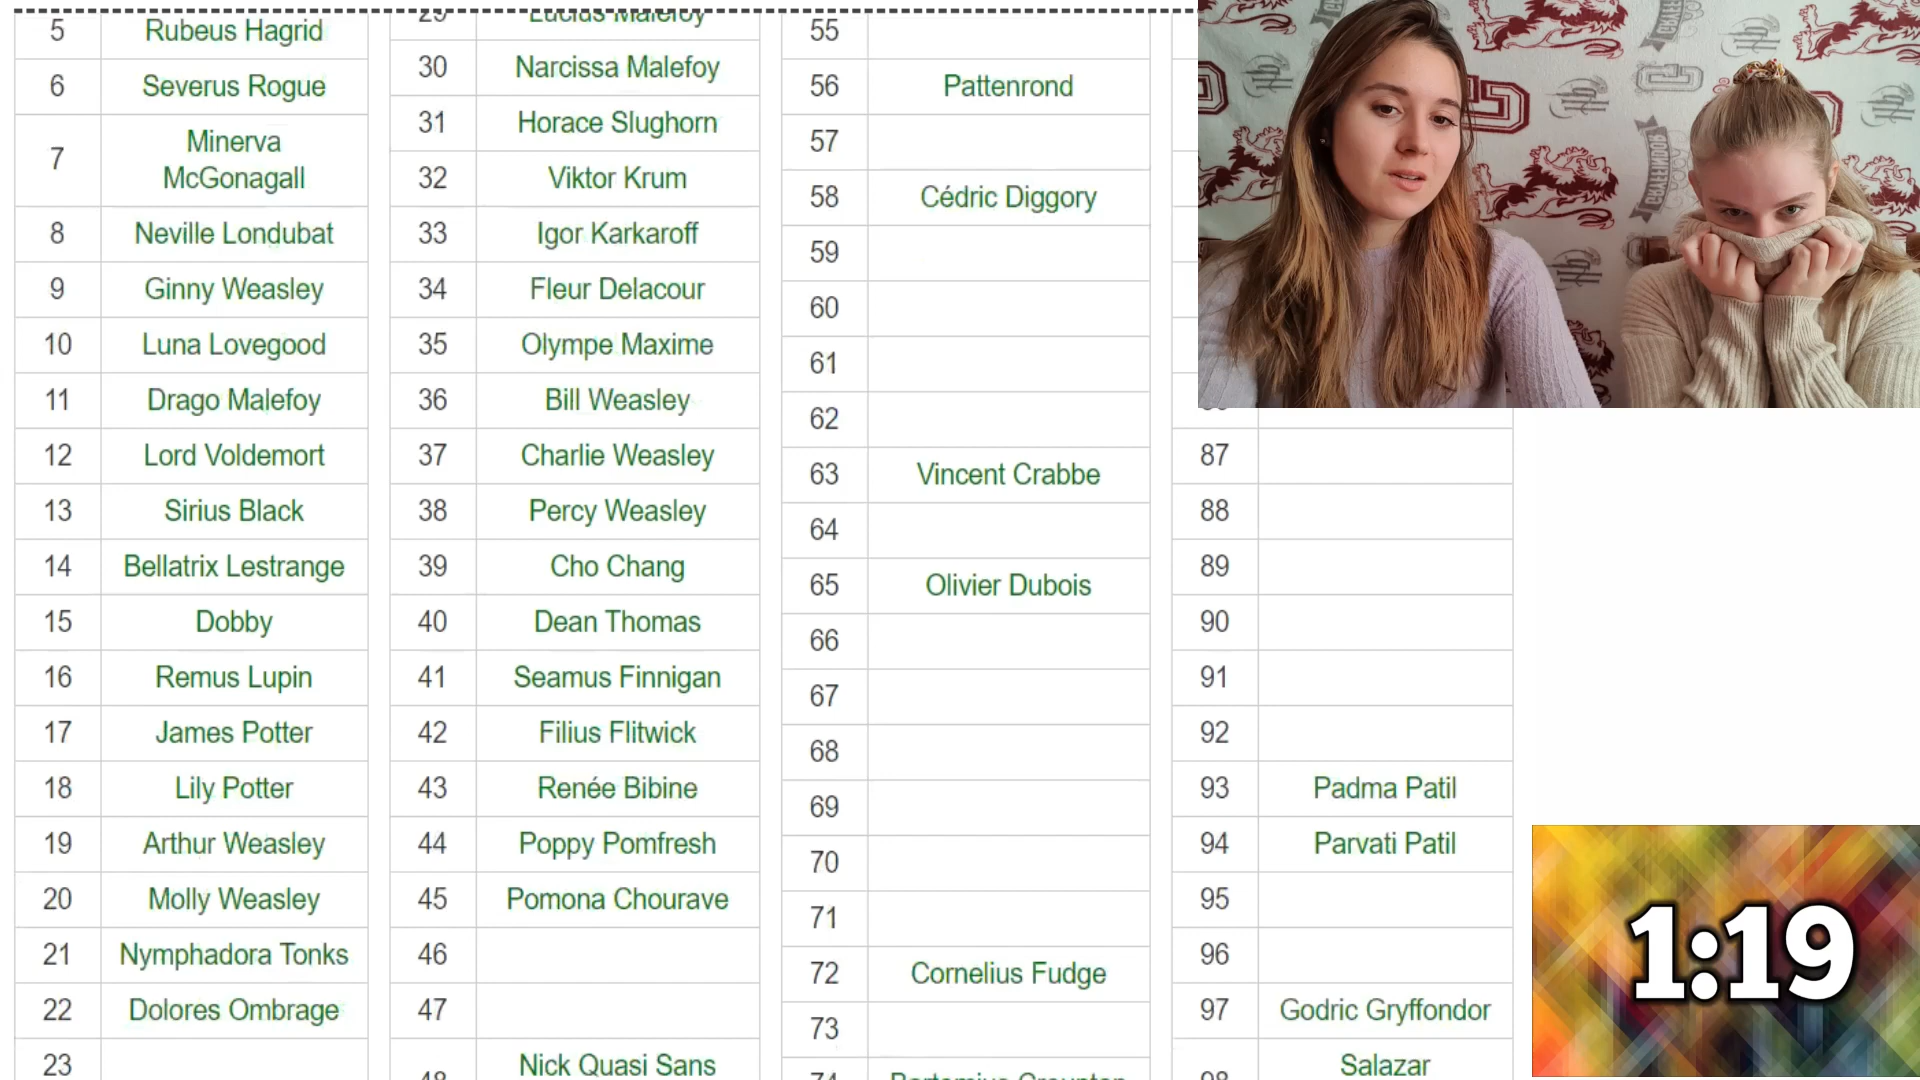 5 Rubeus Hagrid
6 Severus Rogue
7 Minerva
McGonagall
8 Neville Londubat
9 Ginny Weasley
10 Luna Lovegood
11 Drago Malefoy
12 Lord Voldemort
13 Sirius Black
14 Bellatrix Lestrange
15 Dobby
16 Remus Lupin
17 James Potter
18 Lily Potter
19 Arthur Weasley
20 Molly Weasley
21 Nymphadora Tonks
22 Dolores Ombrage
23
29 Lucius Malefoy
30 Narcissa Malefoy
31 Horace Slughorn
32 Viktor Krum
33 Igor Karkaroff
34 Fleur Delacour
35 Olympe Maxime
36 Bill Weasley
37 Charlie Weasley
38 Percy Weasley
39 Cho Chang
40 Dean Thomas
41 Seamus Finnigan
42 Filius Flitwick
43 Renée Bibine
44 Poppy Pomfresh
45 Pomona Chourave
46
47
48 Nick Quasi Sans
55
56 Pattenrond
57
58 Cédric Diggory
59
60
61
62
63 Vincent Crabbe
64
65 Olivier Dubois
66
67
68
69
70
71
72 Cornelius Fudge
73
74
87
88
89
90
91
92
93 Padma Patil
94 Parvati Patil
95
96
97 Godric Gryffondor
98 Salazar
1:19